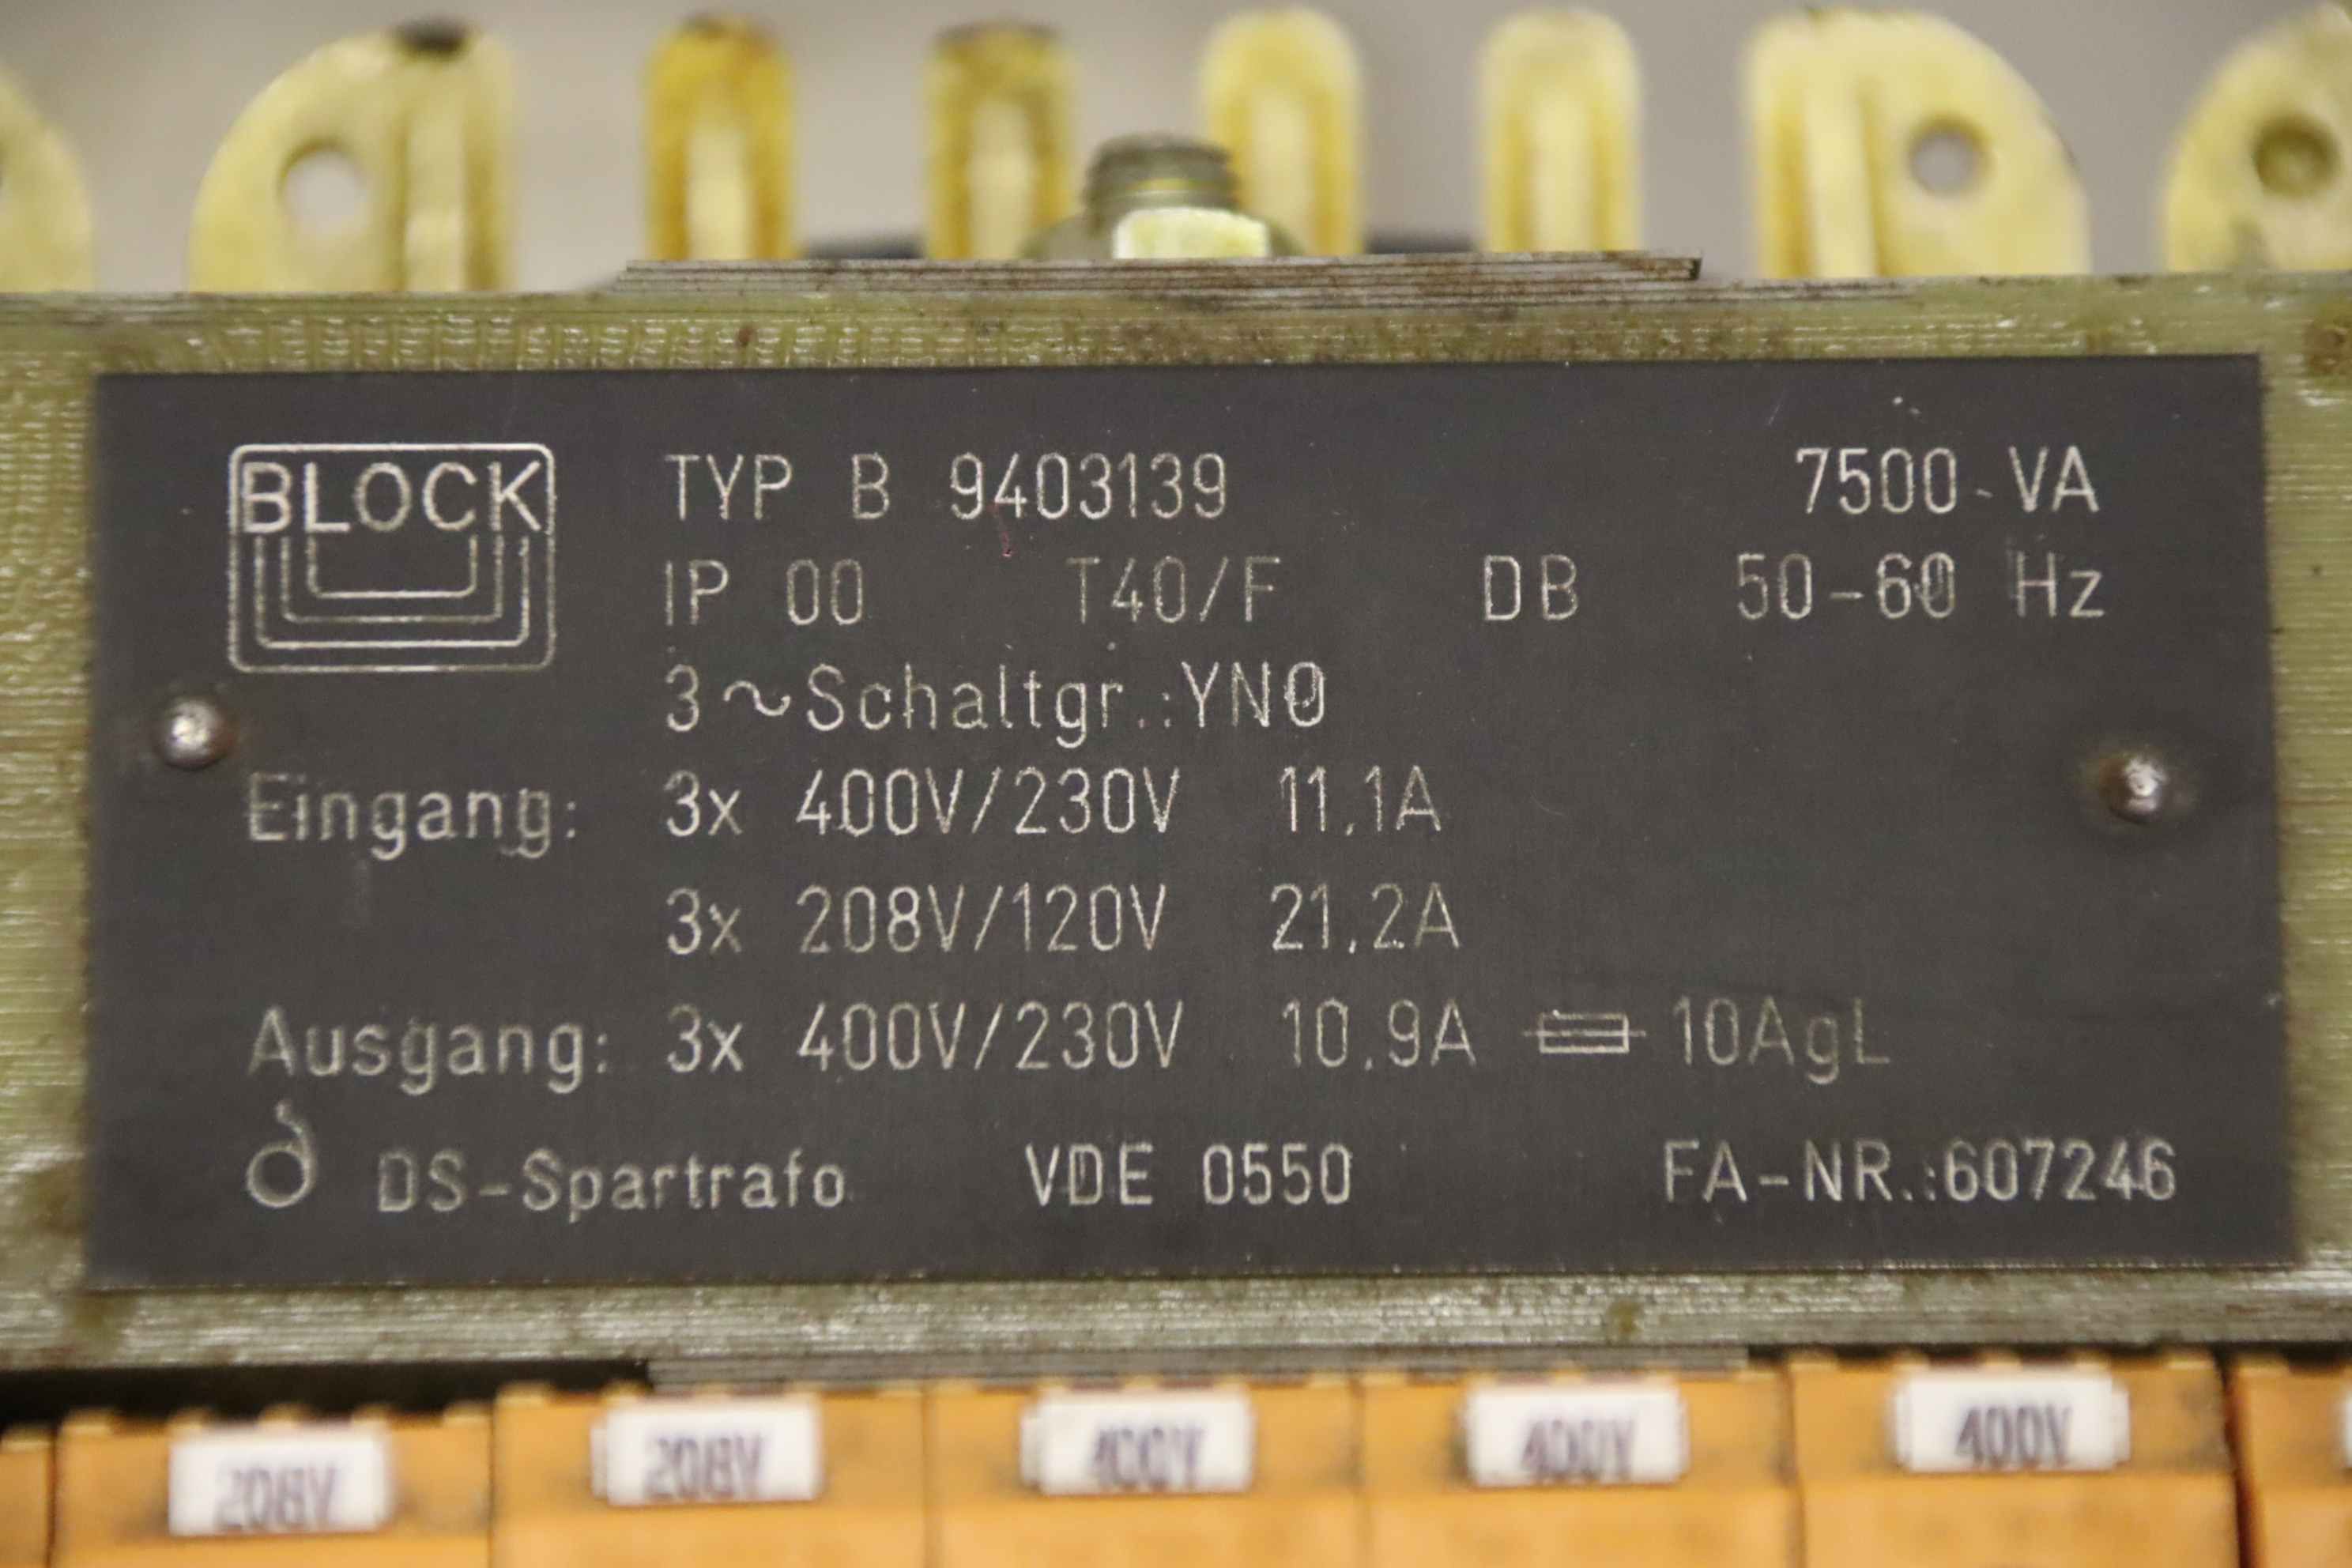 BLOCK
TYP B 9403139 7500 VA
IP 00 T40/F DB 50-60 Hz
3~Schaltgr.:YN0
Eingang: 3x 400V/230V 11,1A
3x 208V/120V 21,2A
Ausgang: 3x 400V/230V 10,9A 10AgL
DS-Spartrafo VDE 0550 FA-NR.:607246
208V 208V 400V 400V 400V